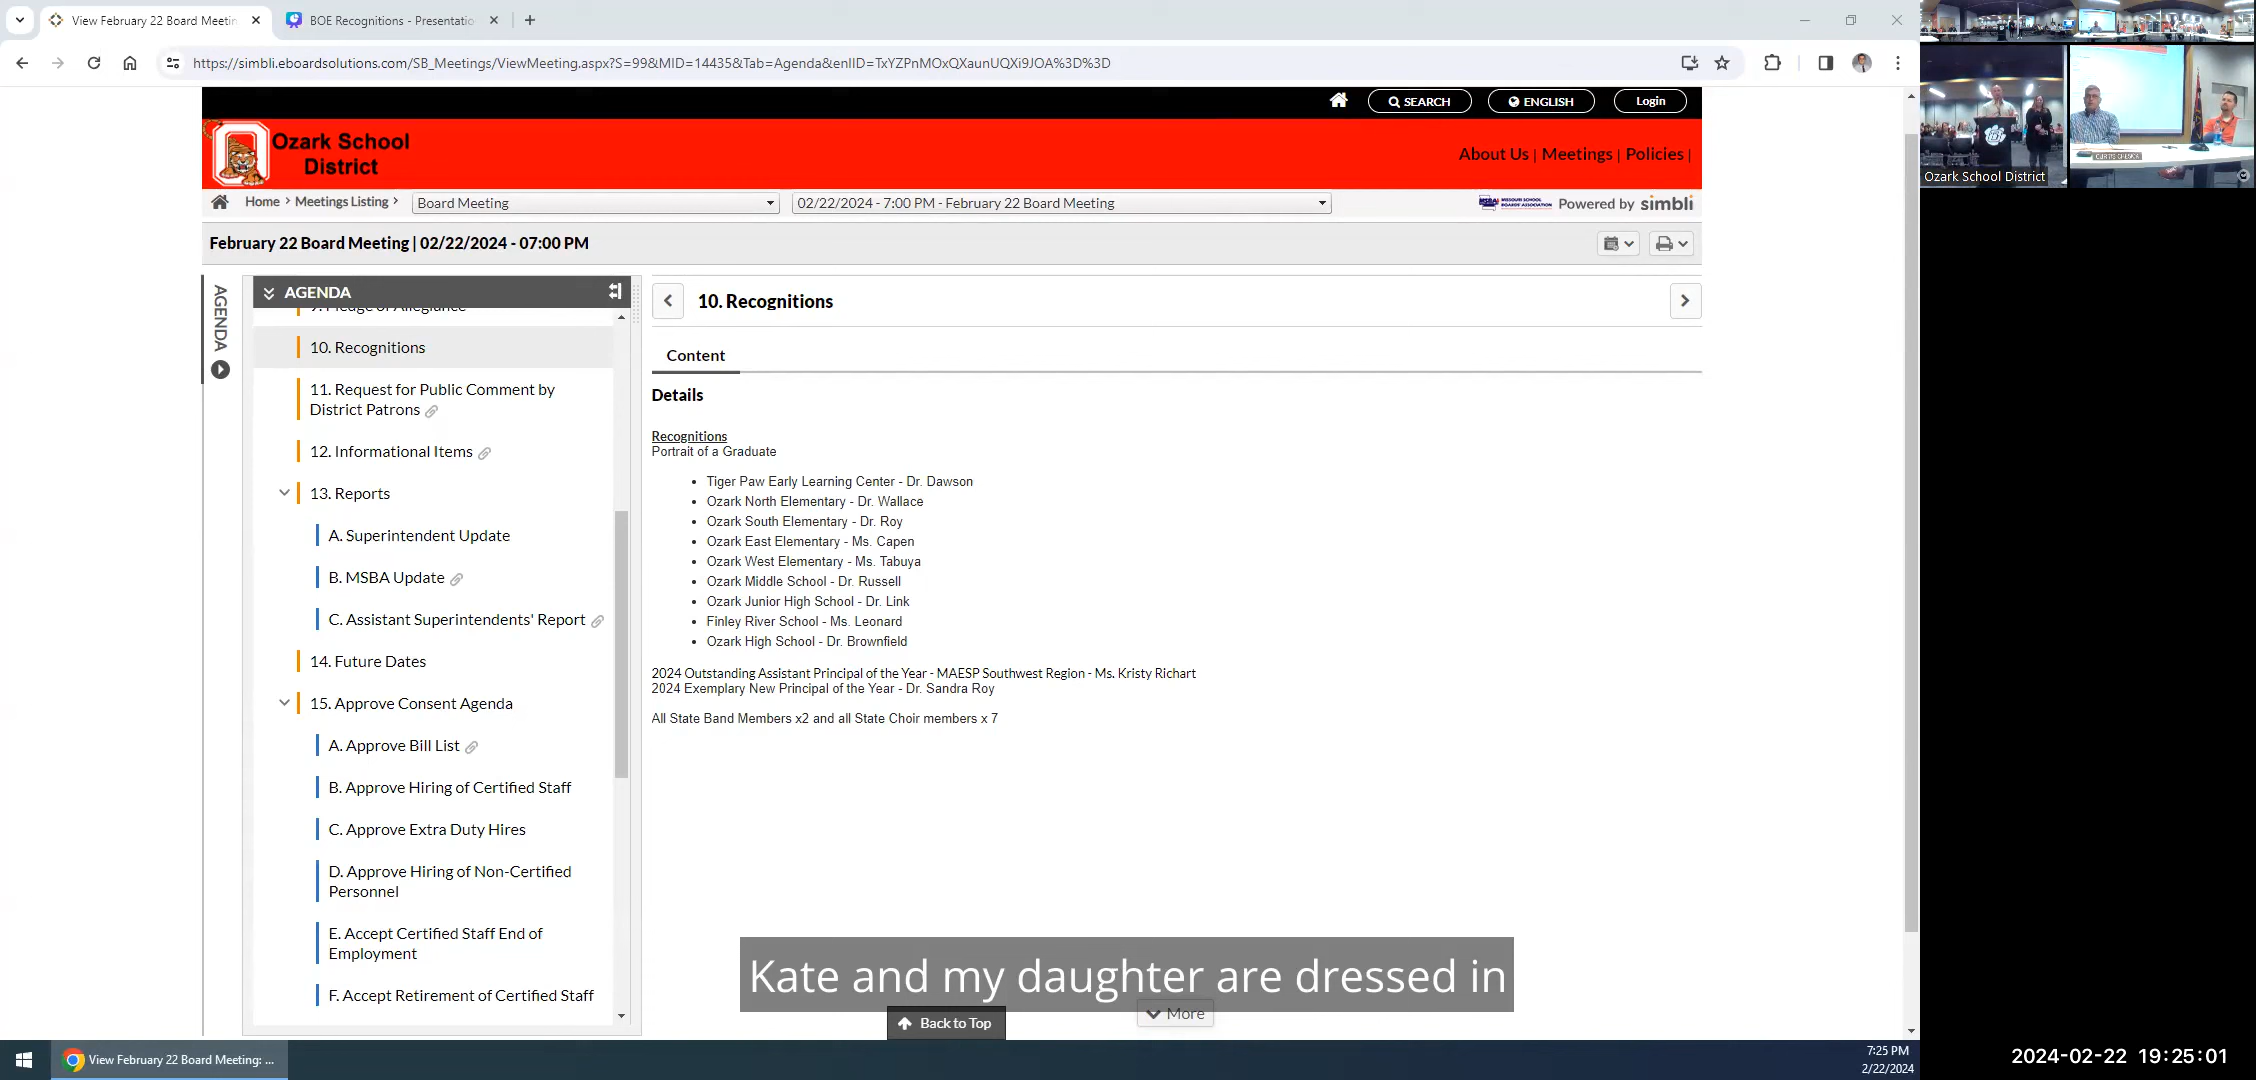 View February 22 Board Meetin
BOE Recognitions - Presentatio
https://simbli.eboardsolutions.com/SB_Meetings/ViewMeeting.aspx?S=99&MID=14435&Tab=Agenda&enIID=TxYZPnMOxQXaunUQXi9JOA%3D%3D
SEARCH
ENGLISH
Login
Ozark School
District
About Us | Meetings | Policies |
Home > Meetings Listing >
Board Meeting
02/22/2024 - 7:00 PM - February 22 Board Meeting
MSBA
Powered by simbli
February 22 Board Meeting | 02/22/2024 - 07:00 PM
AGENDA
AGENDA
9. Pledge of Allegiance
10. Recognitions
11. Request for Public Comment by
District Patrons
12. Informational Items
13. Reports
A. Superintendent Update
B. MSBA Update
C. Assistant Superintendents' Report
14. Future Dates
15. Approve Consent Agenda
A. Approve Bill List
B. Approve Hiring of Certified Staff
C. Approve Extra Duty Hires
D. Approve Hiring of Non-Certified
Personnel
E. Accept Certified Staff End of
Employment
F. Accept Retirement of Certified Staff
10. Recognitions
Content
Details
Recognitions
Portrait of a Graduate
Tiger Paw Early Learning Center - Dr. Dawson
Ozark North Elementary - Dr. Wallace
Ozark South Elementary - Dr. Roy
Ozark East Elementary - Ms. Capen
Ozark West Elementary - Ms. Tabuya
Ozark Middle School - Dr. Russell
Ozark Junior High School - Dr. Link
Finley River School - Ms. Leonard
Ozark High School - Dr. Brownfield
2024 Outstanding Assistant Principal of the Year - MAESP Southwest Region - Ms. Kristy Richart
2024 Exemplary New Principal of the Year - Dr. Sandra Roy
All State Band Members x2 and all State Choir members x 7
Kate and my daughter are dressed in
Back to Top
More
Ozark School District
View February 22 Board Meeting: ...
7:25 PM
2/22/2024
2024-02-22 19:25:01